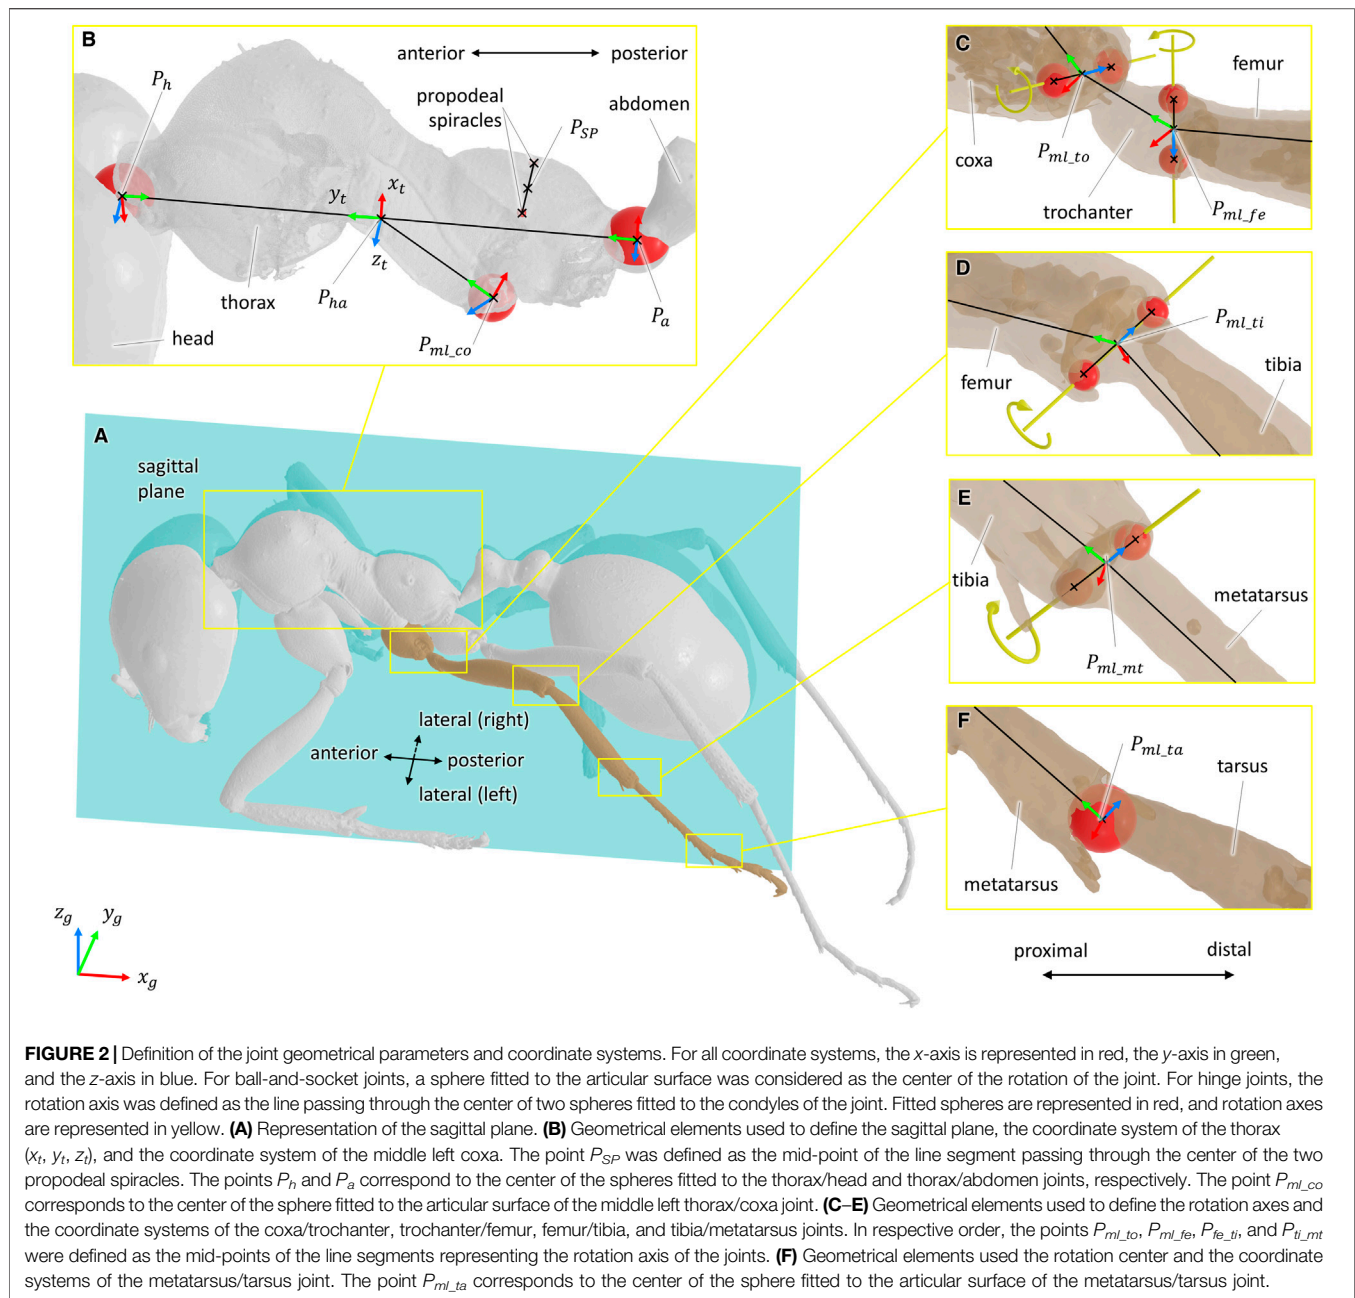 B
anterior
posterior
P_h
propodeal
spiracles
P_SP
abdomen
y_t
x_t
z_t
P_ha
thorax
head
P_ml_co
P_a
C
femur
coxa
P_ml_to
trochanter
P_ml_fe
D
P_ml_ti
femur
tibia
A
sagittal
plane
E
tibia
metatarsus
P_ml_mt
lateral (right)
anterior
posterior
lateral (left)
F
P_ml_ta
tarsus
metatarsus
z_g
y_g
x_g
proximal
distal
FIGURE 2 | Definition of the joint geometrical parameters and coordinate systems. For all coordinate systems, the x-axis is represented in red, the y-axis in green,
and the z-axis in blue. For ball-and-socket joints, a sphere fitted to the articular surface was considered as the center of the rotation of the joint. For hinge joints, the
rotation axis was defined as the line passing through the center of two spheres fitted to the condyles of the joint. Fitted spheres are represented in red, and rotation axes
are represented in yellow. (A) Representation of the sagittal plane. (B) Geometrical elements used to define the sagittal plane, the coordinate system of the thorax
(x_t, y_t, z_t), and the coordinate system of the middle left coxa. The point P_SP was defined as the mid-point of the line segment passing through the center of the two
propodeal spiracles. The points P_h and P_a correspond to the center of the spheres fitted to the thorax/head and thorax/abdomen joints, respectively. The point P_ml_co
corresponds to the center of the sphere fitted to the articular surface of the middle left thorax/coxa joint. (C–E) Geometrical elements used to define the rotation axes and
the coordinate systems of the coxa/trochanter, trochanter/femur, femur/tibia, and tibia/metatarsus joints. In respective order, the points P_ml_to, P_ml_fe, P_fe_ti, and P_ti_mt
were defined as the mid-points of the line segments representing the rotation axis of the joints. (F) Geometrical elements used the rotation center and the coordinate
systems of the metatarsus/tarsus joint. The point P_ml_ta corresponds to the center of the sphere fitted to the articular surface of the metatarsus/tarsus joint.